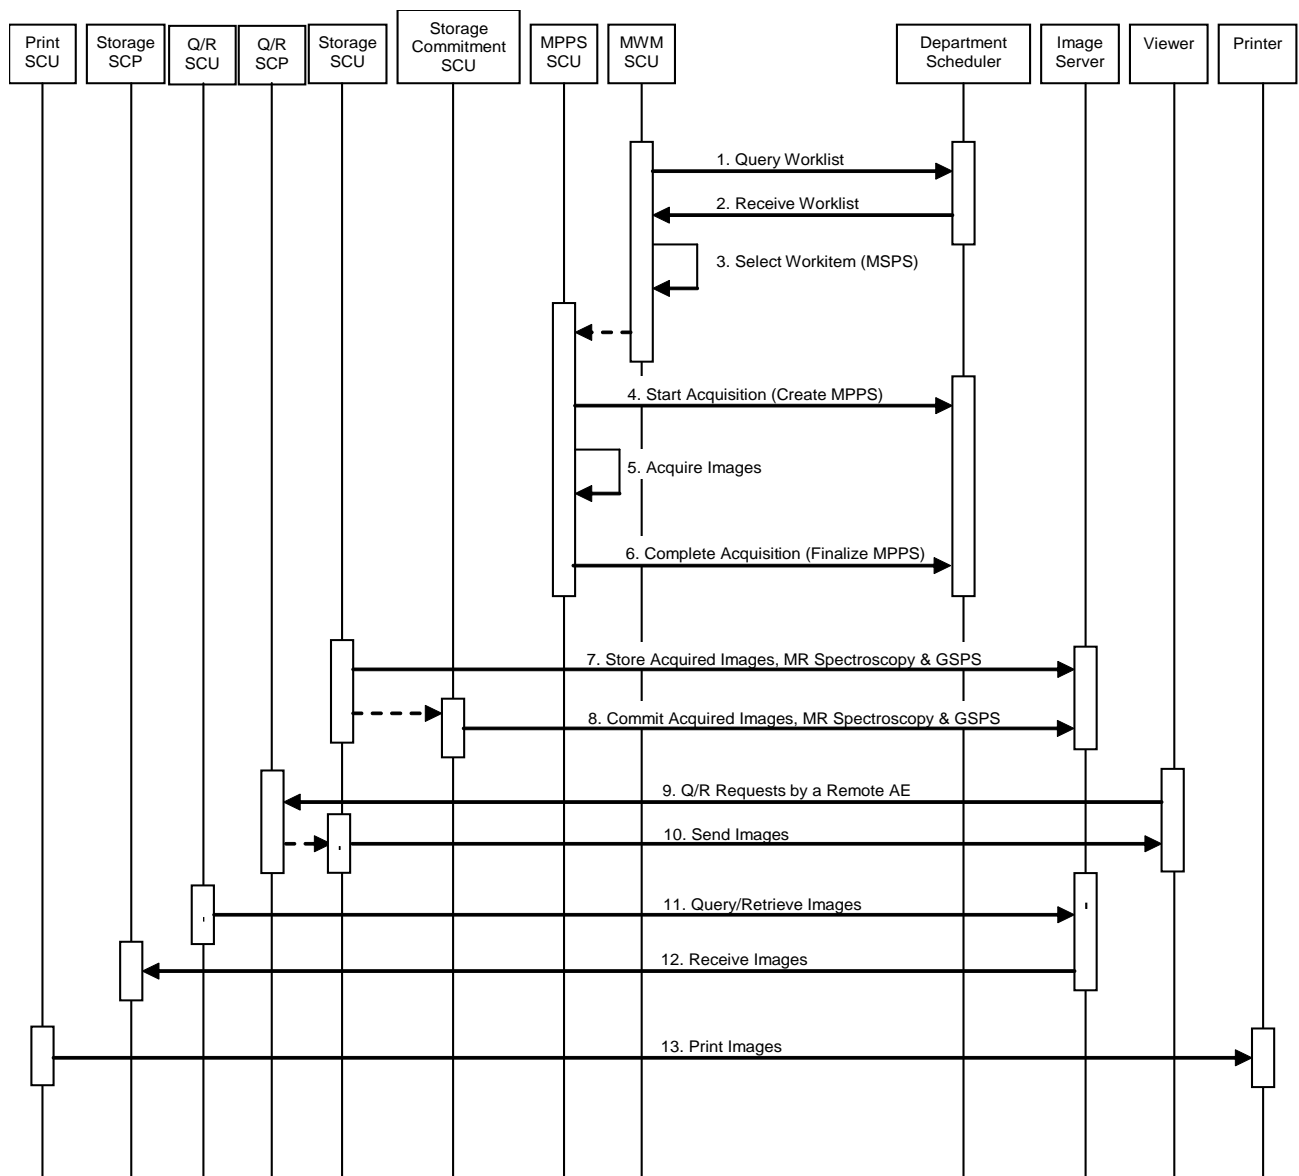 Print
SCU
Storage
SCP
Q/R
SCU
Q/R
SCP
Storage
SCU
Storage
Commitment
SCU
MPPS
SCU
MWM
SCU
Department
Scheduler
Image
Server
Viewer
Printer
1. Query Worklist
2. Receive Worklist
3. Select Workitem (MSPS)
4. Start Acquisition (Create MPPS)
5. Acquire Images
6. Complete Acquisition (Finalize MPPS)
7. Store Acquired Images, MR Spectroscopy & GSPS
8. Commit Acquired Images, MR Spectroscopy & GSPS
9. Q/R Requests by a Remote AE
10. Send Images
11. Query/Retrieve Images
12. Receive Images
13. Print Images